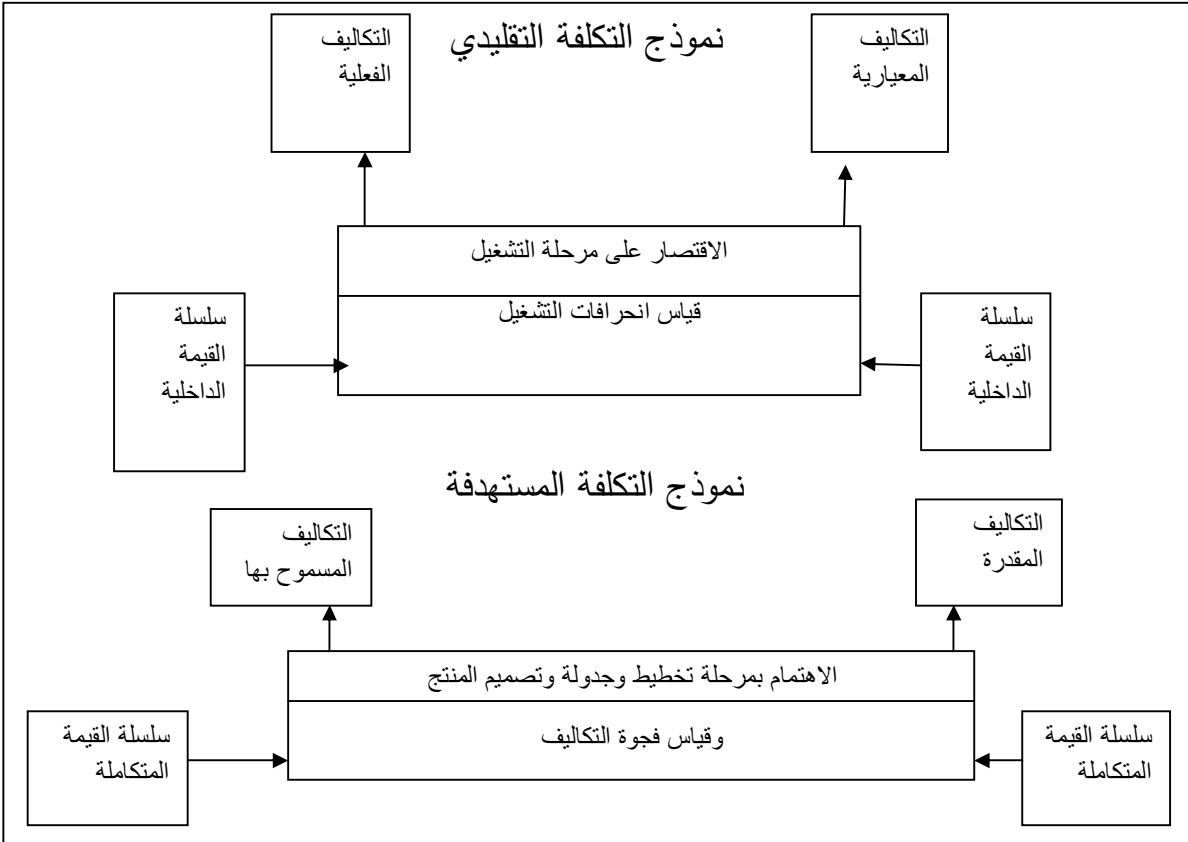 نموذج التكلفة التقليدي
التكاليف
المعيارية
التكاليف
الفعلية
الاقتصار على مرحلة التشغيل
قياس انحرافات التشغيل
سلسلة
القيمة
الداخلية
سلسلة
القيمة
الداخلية
نموذج التكلفة المستهدفة
التكاليف
المقدرة
التكاليف
المسموح بها
الاهتمام بمرحلة تخطيط وجدولة وتصميم المنتج
وقياس فجوة التكاليف
سلسلة القيمة
المتكاملة
سلسلة القيمة
المتكاملة